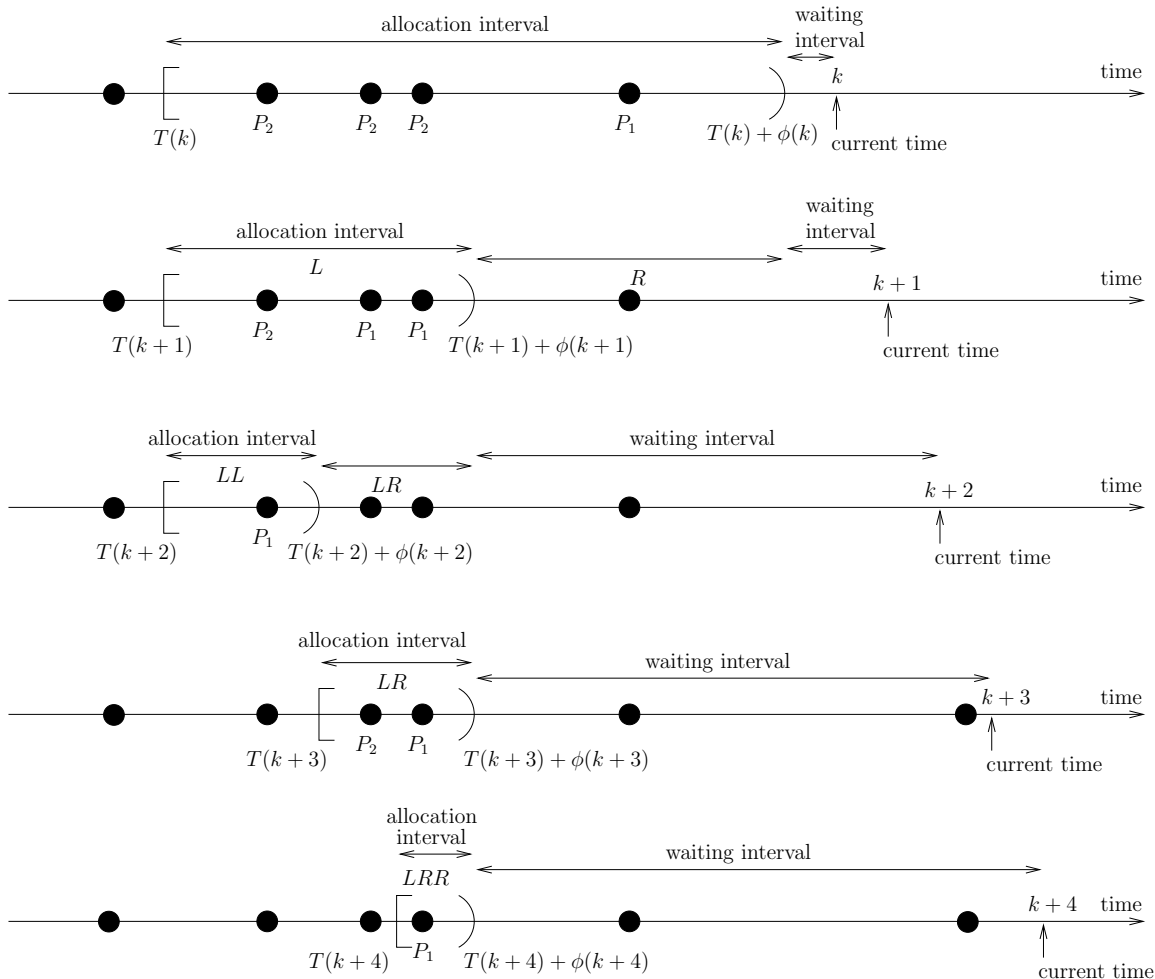 allocation interval
waiting
interval
k
time
T(k) P₂ P₂ P₂ P₁ T(k) + ϕ(k)
current time
allocation interval
waiting
interval
L R k + 1 time
T(k + 1) P₂ P₁ P₁ T(k + 1) + ϕ(k + 1)
current time
allocation interval waiting interval
LL LR k + 2 time
T(k + 2) P₁ T(k + 2) + ϕ(k + 2)
current time
allocation interval
waiting interval
LR k + 3 time
T(k + 3) P₂ P₁ T(k + 3) + ϕ(k + 3)
current time
allocation
interval waiting interval
LRR k + 4 time
T(k + 4) P₁ T(k + 4) + ϕ(k + 4)
current time